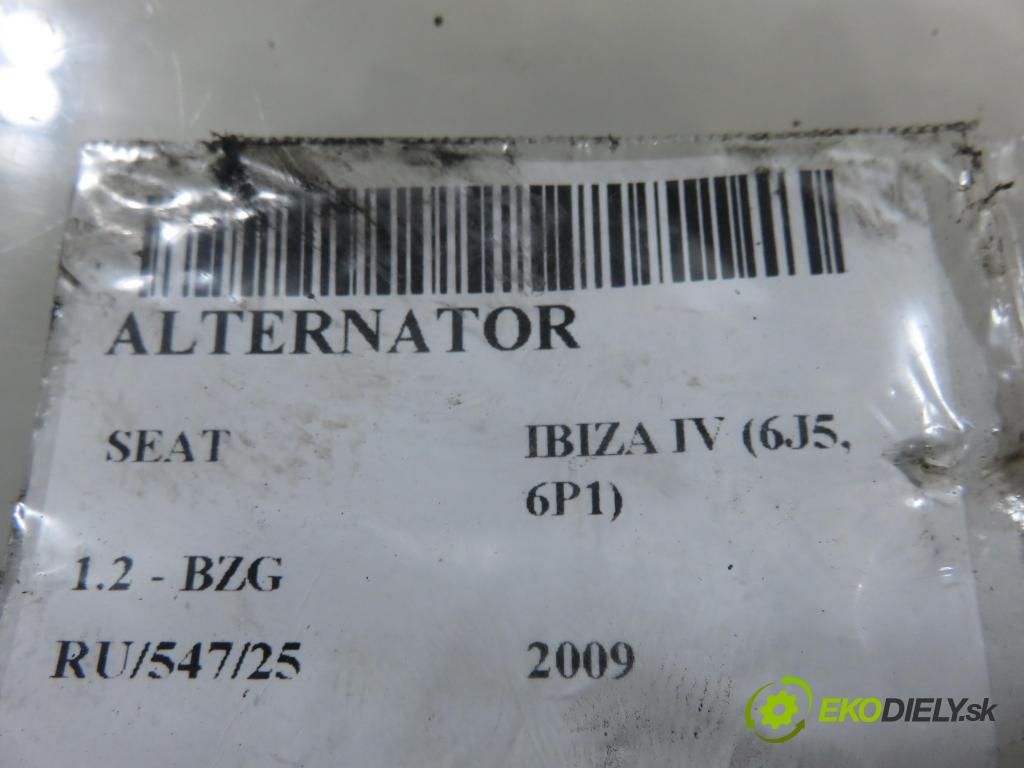 ALTERNATOR
SEAT IBIZA IV (6J5,
6P1)
1.2 - BZG
RU/547/25 2009
EKODIELY.sk